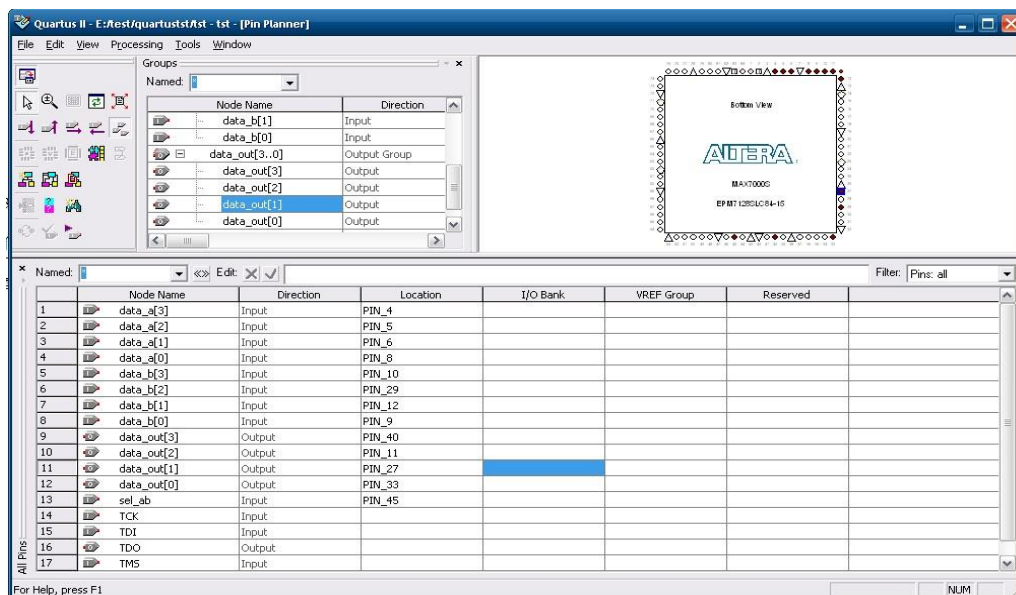 Quartus II - E:/test/quartustst/tst - tst - [Pin Planner]
File Edit View Processing Tools Window
Groups
Named: *
Node Name Direction
data_b[1] Input
data_b[0] Input
data_out[3..0] Output Group
data_out[3] Output
data_out[2] Output
data_out[1] Output
data_out[0] Output
Bottom View
ALTERA
MAX7000S
EPM7128SLC84-15
Named: * Edit: Filter: Pins: all
Node Name Direction Location I/O Bank VREF Group Reserved
1 data_a[3] Input PIN_4
2 data_a[2] Input PIN_5
3 data_a[1] Input PIN_6
4 data_a[0] Input PIN_8
5 data_b[3] Input PIN_10
6 data_b[2] Input PIN_29
7 data_b[1] Input PIN_12
8 data_b[0] Input PIN_9
9 data_out[3] Output PIN_40
10 data_out[2] Output PIN_11
11 data_out[1] Output PIN_27
12 data_out[0] Output PIN_33
13 sel_ab Input PIN_45
14 TCK Input
15 TDI Input
16 TDO Output
17 TMS Input
All Pins
For Help, press F1
NUM